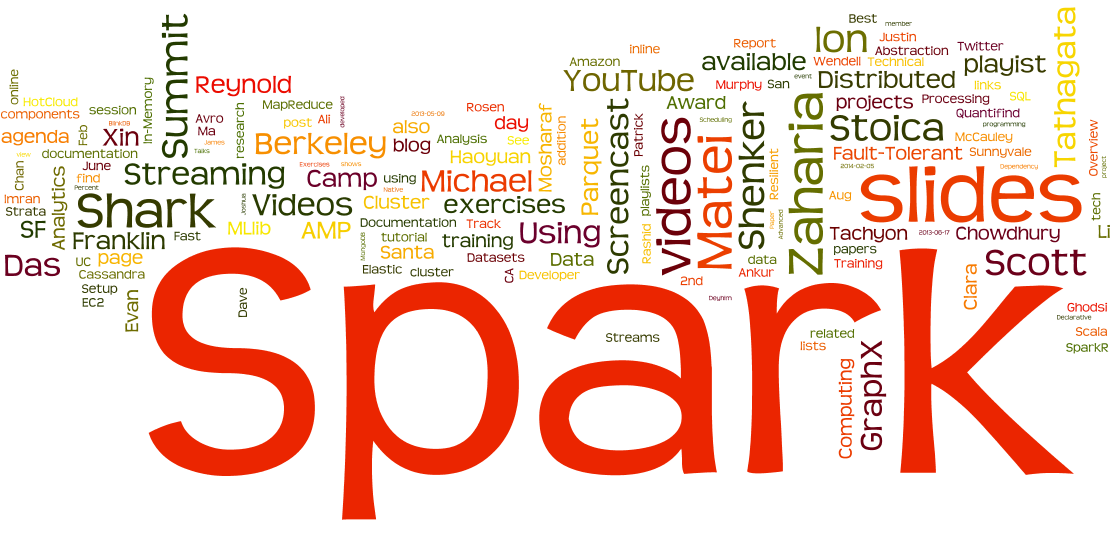 Summit
Reynold
online
HotCloud
components
session
In-Memory
MapReduce
developed
Avro
Ma
James
Talks
research
post
Ali
2013-05-09
Rosen
day
agenda
Feb
BlinkDB
Xin
Berkeley
also
blog
Analysis
See
Haoyuan
view
documentation
Chan
June
find
Percent
Streaming
Exercises
shows
Camp
using
Native
Michael
Mosharaf
addition
Imran
Strata
SF
Analytics
Shark
Joshua
Videos
Cluster
exercises
Parquet
Franklin
Fast
MLlib
AMP
Documentation
Track
tutorial
training
Using
Das
UC
page
Cassandra
Setup
EC2
Evan
Dave
Santa
Datasets
Data
Elastic
cluster
CA
Developer
inline
Amazon
YouTube
Report
available
Award
Murphy
San
event
Best
member
Ion
Justin
Abstraction
Wendell
Technical
Twitter
playlist
Distributed
links
SQL
Tathagata
Screencast
Patrick
playlists
Rashid
videos
Matei
Scheduling
Shenker
Resilient
major
Advanced
Zaharia
projects
Processing
Quantifind
programming
Stoica
McCauley
Fault-Tolerant
Sunnyvale
2014-02-05
Dependency
Overview
project
Aug
slides
tech
Li
Tachyon
2013-06-17
Chowdhury
papers
Training
data
Ankur
2nd
Deyhim
Scott
Clara
Ghodsi
Declarative
Scala
SparkR
Streams
related
lists
Computing
Graphx
Spark